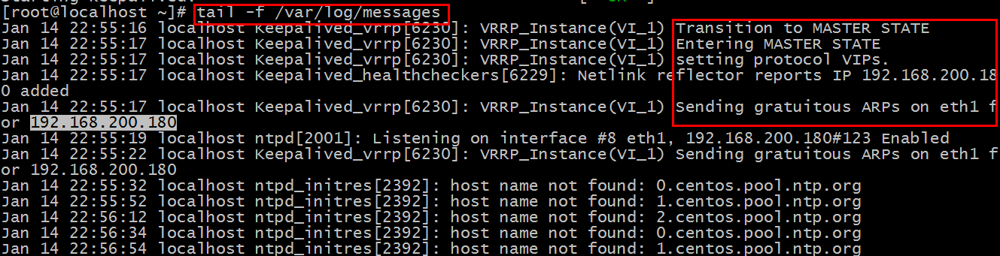 Starting keepalived: [ OK ]
[root@localhost ~]# tail -f /var/log/messages
Jan 14 22:55:16 localhost Keepalived_vrrp[6230]: VRRP_Instance(VI_1) Transition to MASTER STATE
Jan 14 22:55:17 localhost Keepalived_vrrp[6230]: VRRP_Instance(VI_1) Entering MASTER STATE
Jan 14 22:55:17 localhost Keepalived_vrrp[6230]: VRRP_Instance(VI_1) setting protocol VIPs.
Jan 14 22:55:17 localhost Keepalived_healthcheckers[6229]: Netlink reflector reports IP 192.168.200.18
0 added
Jan 14 22:55:17 localhost Keepalived_vrrp[6230]: VRRP_Instance(VI_1) Sending gratuitous ARPs on eth1 f
or 192.168.200.180
Jan 14 22:55:19 localhost ntpd[2001]: Listening on interface #8 eth1, 192.168.200.180#123 Enabled
Jan 14 22:55:22 localhost Keepalived_vrrp[6230]: VRRP_Instance(VI_1) Sending gratuitous ARPs on eth1 f
or 192.168.200.180
Jan 14 22:55:32 localhost ntpd_initres[2392]: host name not found: 0.centos.pool.ntp.org
Jan 14 22:55:52 localhost ntpd_initres[2392]: host name not found: 1.centos.pool.ntp.org
Jan 14 22:56:12 localhost ntpd_initres[2392]: host name not found: 2.centos.pool.ntp.org
Jan 14 22:56:34 localhost ntpd_initres[2392]: host name not found: 0.centos.pool.ntp.org
Jan 14 22:56:54 localhost ntpd_initres[2392]: host name not found: 1.centos.pool.ntp.org